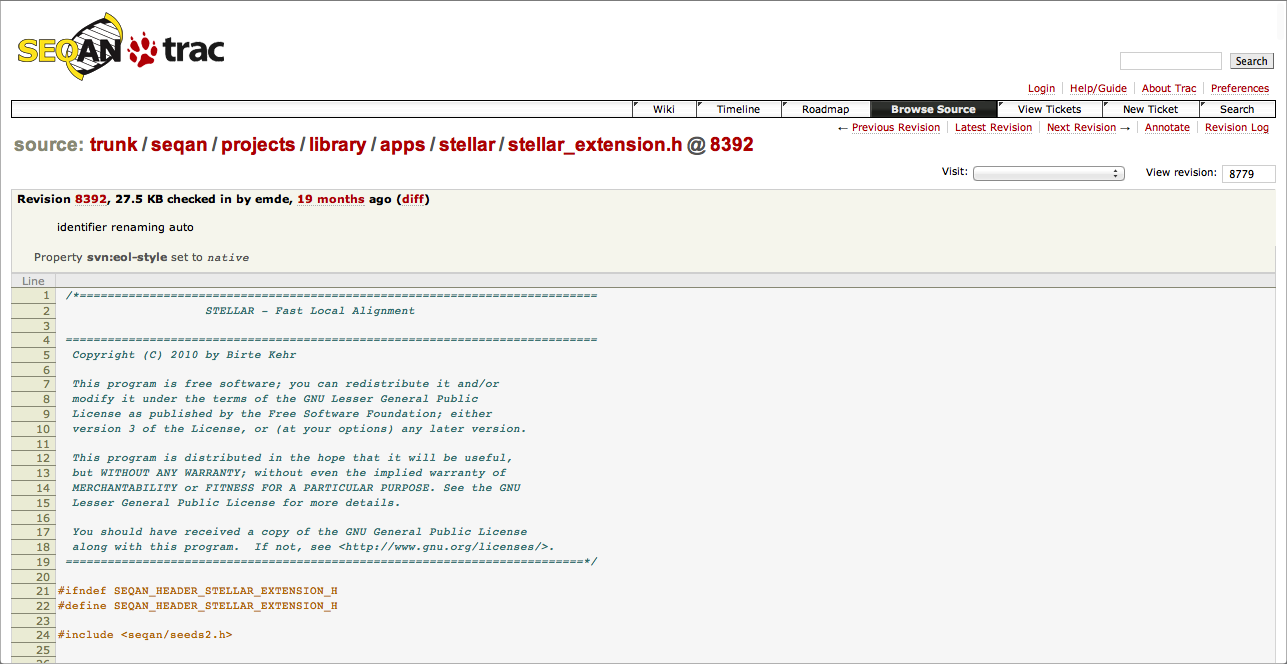 SEQAN trac
Search
Login Help/Guide About Trac Preferences
Wiki Timeline Roadmap Browse Source View Tickets New Ticket Search
← Previous Revision Latest Revision Next Revision → Annotate Revision Log
source: trunk / seqan / projects / library / apps / stellar / stellar_extension.h @ 8392
Visit: View revision: 8779
Revision 8392, 27.5 KB checked in by emde, 19 months ago (diff)
identifier renaming auto
Property svn:eol-style set to native
Line
1 /*==========================================================================
2 STELLAR - Fast Local Alignment
3
4 ============================================================================
5 Copyright (C) 2010 by Birte Kehr
6
7 This program is free software; you can redistribute it and/or
8 modify it under the terms of the GNU Lesser General Public
9 License as published by the Free Software Foundation; either
10 version 3 of the License, or (at your options) any later version.
11
12 This program is distributed in the hope that it will be useful,
13 but WITHOUT ANY WARRANTY; without even the implied warranty of
14 MERCHANTABILITY or FITNESS FOR A PARTICULAR PURPOSE. See the GNU
15 Lesser General Public License for more details.
16
17 You should have received a copy of the GNU General Public License
18 along with this program.  If not, see <http://www.gnu.org/licenses/>.
19 ==========================================================================*/
20
21 #ifndef SEQAN_HEADER_STELLAR_EXTENSION_H
22 #define SEQAN_HEADER_STELLAR_EXTENSION_H
23
24 #include <seqan/seeds2.h>
25
26